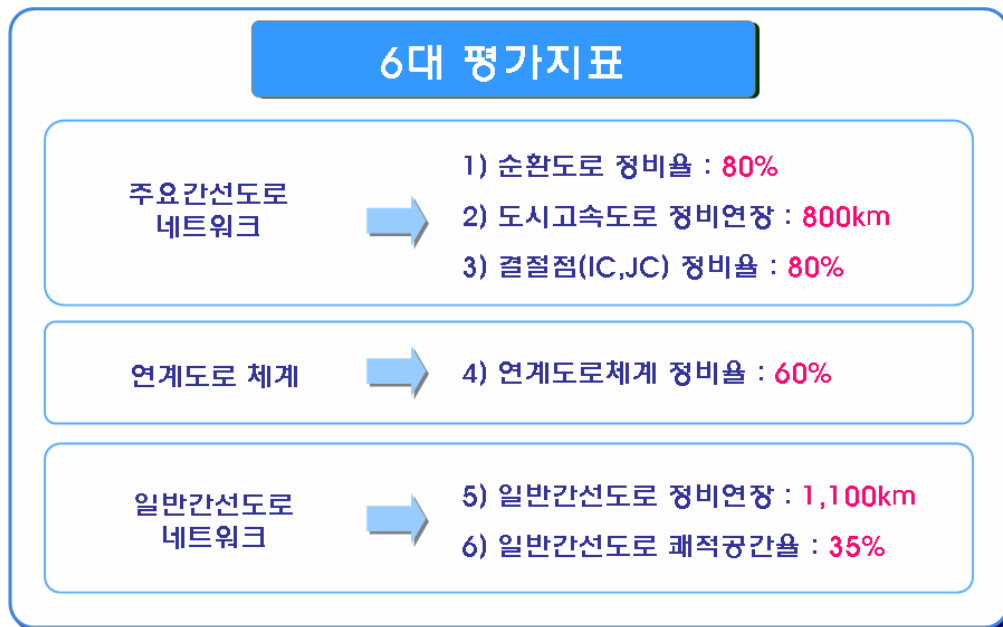 6대 평가지표
주요간선도로
네트워크
1) 순환도로 정비율 : 80%
2) 도시고속도로 정비연장 : 800km
3) 결절점(IC,JC) 정비율 : 80%
연계도로 체계
4) 연계도로체계 정비율 : 60%
일반간선도로
네트워크
5) 일반간선도로 정비연장 : 1,100km
6) 일반간선도로 쾌적공간율 : 35%